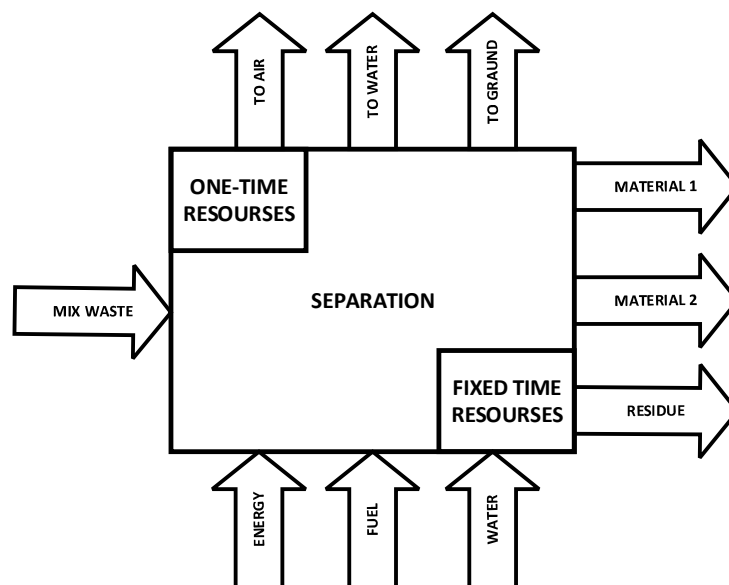 TO AIR
TO WATER
TO GRAUND
ONE-TIME
RESOURSES
MATERIAL 1
MIX WASTE
SEPARATION
MATERIAL 2
FIXED TIME
RESOURSES
RESIDUE
ENERGY
FUEL
WATER